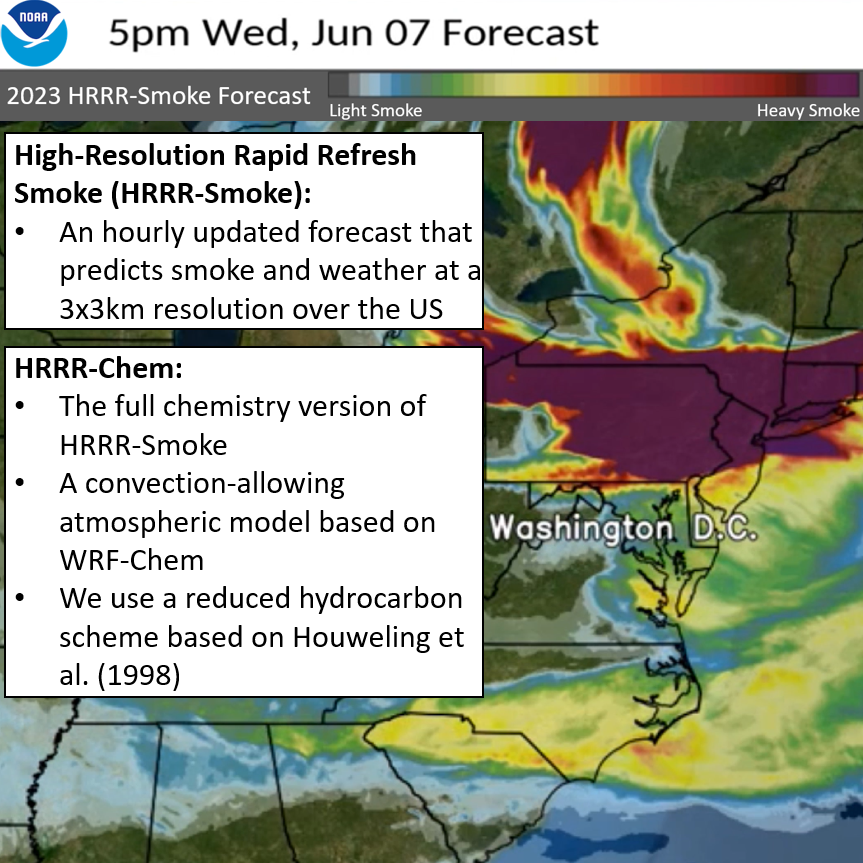 NOAA
5pm Wed, Jun 07 Forecast
2023 HRRR-Smoke Forecast
Light Smoke
Heavy Smoke
High-Resolution Rapid Refresh
Smoke (HRRR-Smoke):
• An hourly updated forecast that
predicts smoke and weather at a
3x3km resolution over the US
HRRR-Chem:
• The full chemistry version of
HRRR-Smoke
• A convection-allowing
atmospheric model based on
WRF-Chem
• We use a reduced hydrocarbon
scheme based on Houweling et
al. (1998)
Washington D.C.